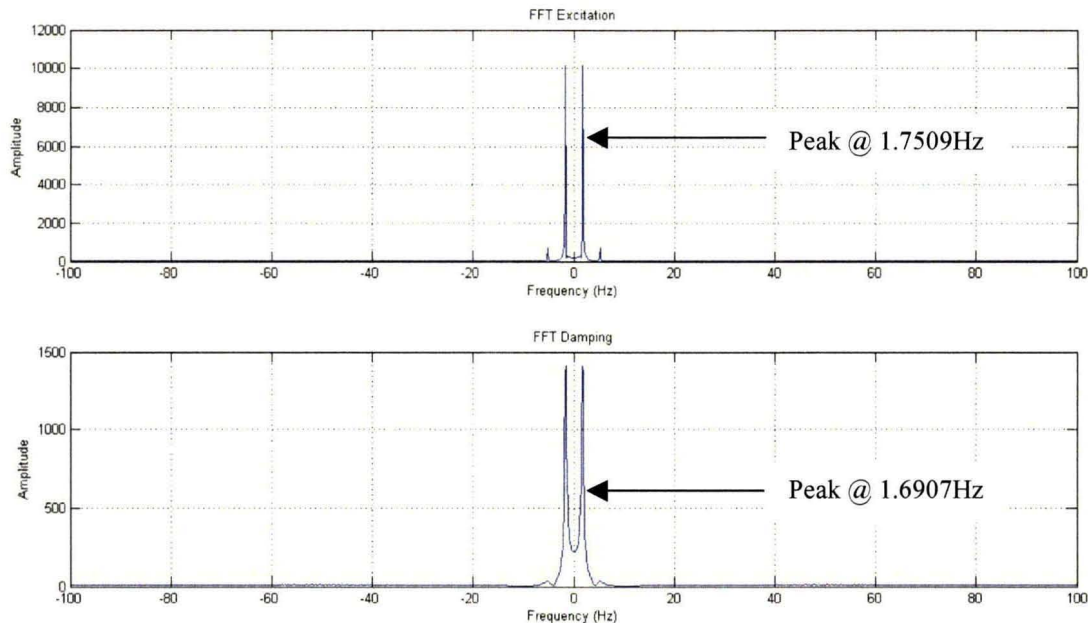 FFT Excitation
12000
10000
8000
6000
4000
2000
0
Amplitude
Peak @ 1.7509Hz
-100 -80 -60 -40 -20 0 20 40 60 80 100
Frequency (Hz)
FFT Damping
1500
1000
500
0
Amplitude
Peak @ 1.6907Hz
-100 -80 -60 -40 -20 0 20 40 60 80 100
Frequency (Hz)